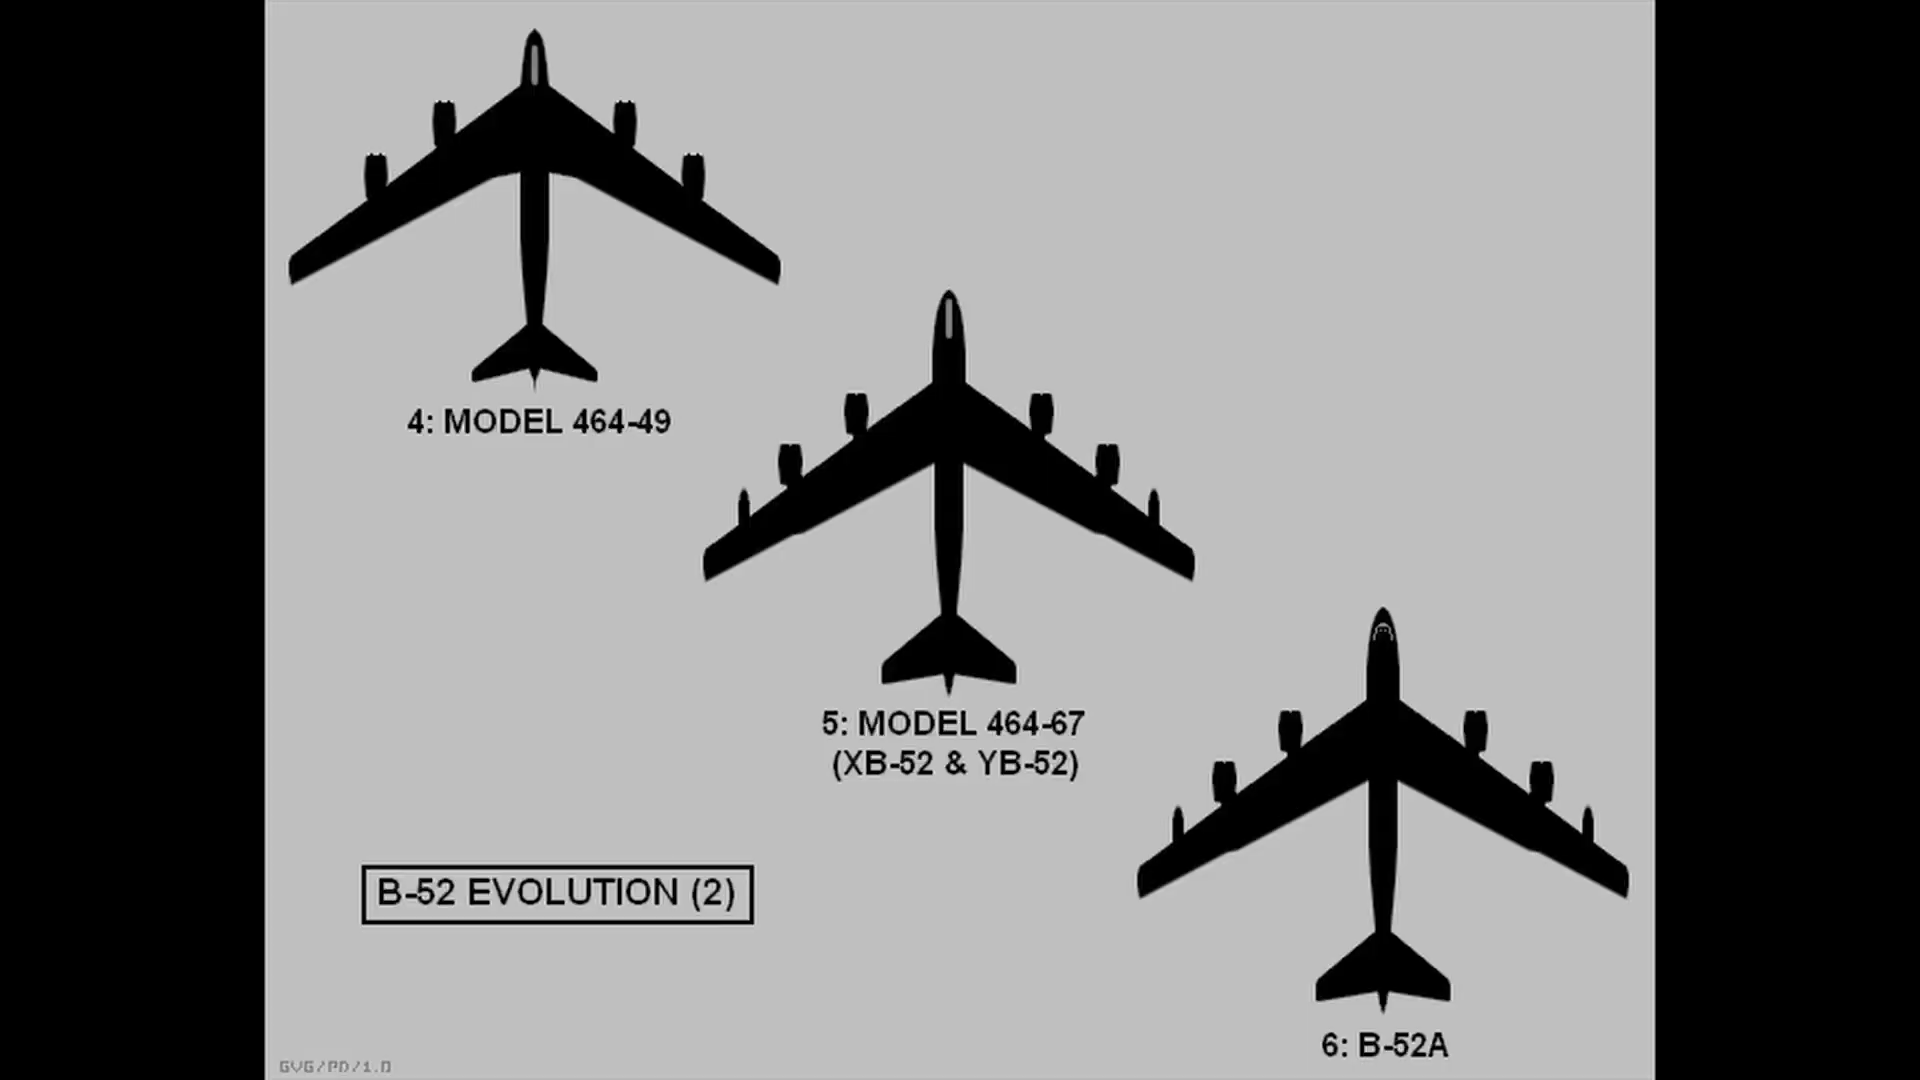 4: MODEL 464-49
5: MODEL 464-67
(XB-52 & YB-52)
B-52 EVOLUTION (2)
6: B-52A
GVG/PD/1.0